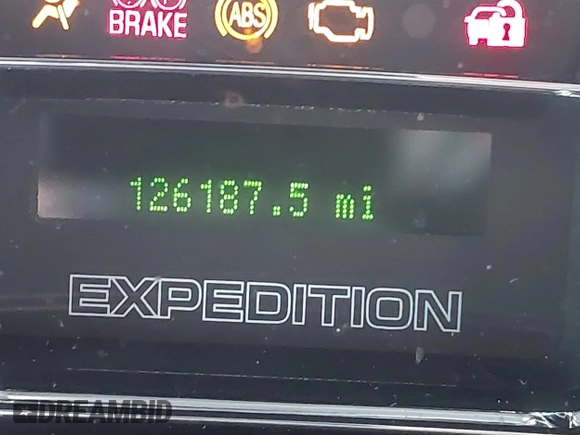 BRAKE ABS
126187.5 mi
EXPEDITION
DREAMBID